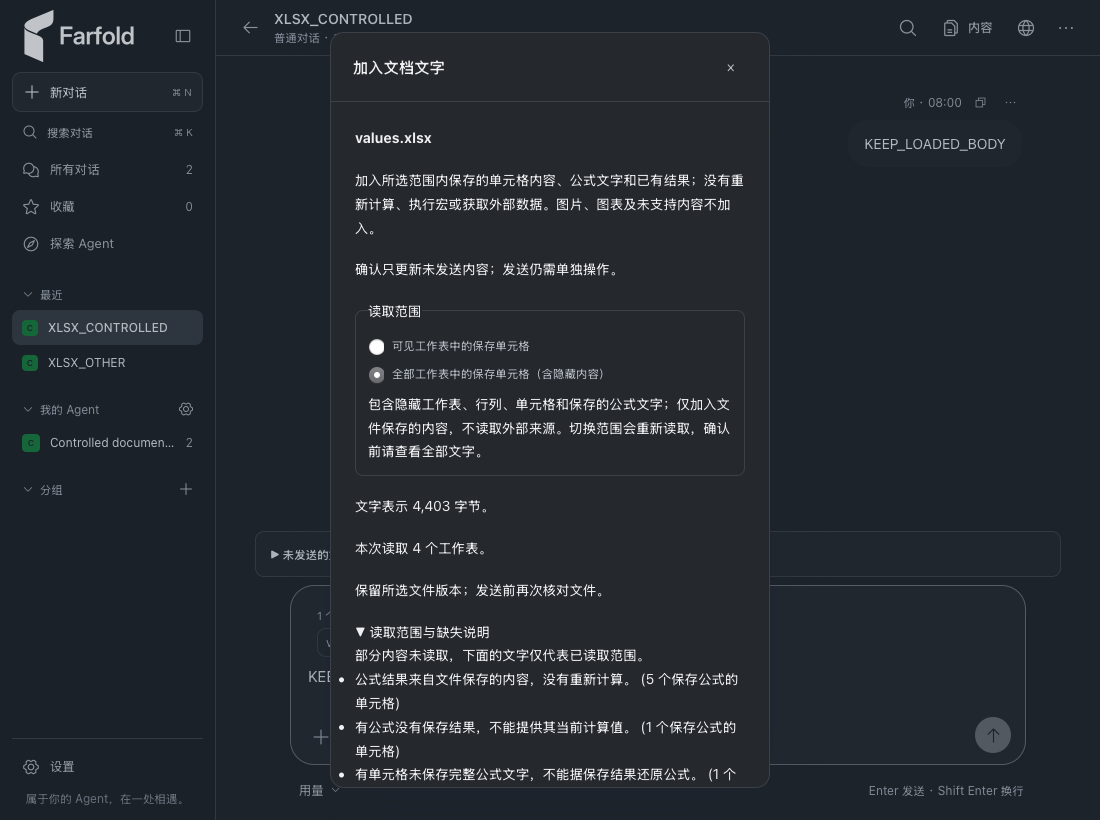 Farfold
新对话 ⌘ N
搜索对话 ⌘ K
所有对话 2
收藏 0
探索 Agent
最近
C XLSX_CONTROLLED
C XLSX_OTHER
我的 Agent
C Controlled documen... 2
分组
设置
属于你的 Agent，在一处相遇。
XLSX_CONTROLLED
普通对话 ·
内容
你 · 08:00
KEEP_LOADED_BODY
加入文档文字
values.xlsx
加入所选范围内保存的单元格内容、公式文字和已有结果；没有重
新计算、执行宏或获取外部数据。图片、图表及未支持内容不加
入。
确认只更新未发送内容；发送仍需单独操作。
读取范围
可见工作表中的保存单元格
全部工作表中的保存单元格（含隐藏内容）
包含隐藏工作表、行列、单元格和保存的公式文字；仅加入文
件保存的内容，不读取外部来源。切换范围会重新读取，确认
前请查看全部文字。
文字表示 4,403 字节。
本次读取 4 个工作表。
保留所选文件版本；发送前再次核对文件。
▼ 读取范围与缺失说明
部分内容未读取，下面的文字仅代表已读取范围。
• 公式结果来自文件保存的内容，没有重新计算。 (5 个保存公式的
单元格)
• 有公式没有保存结果，不能提供其当前计算值。 (1 个保存公式的
单元格)
• 有单元格未保存完整公式文字，不能据保存结果还原公式。 (1 个
▶ 未发送的
KEE
用量
Enter 发送 · Shift Enter 换行